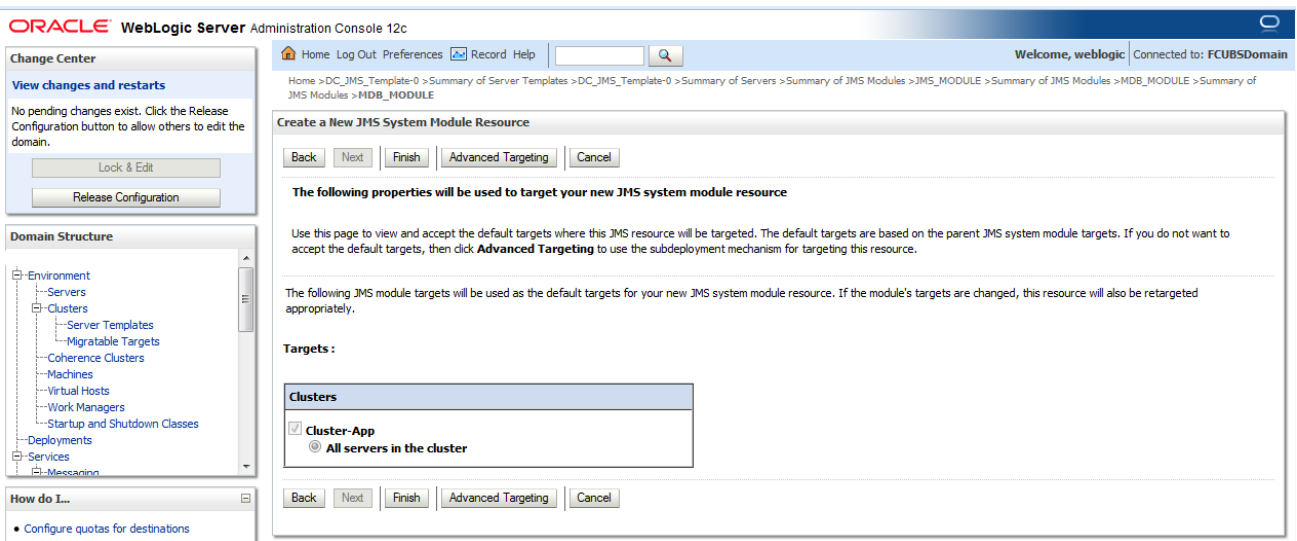 ORACLE WebLogic Server Administration Console 12c
Change Center
View changes and restarts
No pending changes exist. Click the Release
Configuration button to allow others to edit the
domain.
Lock & Edit
Release Configuration
Domain Structure
Environment
Servers
Clusters
Server Templates
Migratable Targets
Coherence Clusters
Machines
Virtual Hosts
Work Managers
Startup and Shutdown Classes
Deployments
Services
Messaging
How do I...
Configure quotas for destinations
Home Log Out Preferences Record Help
Welcome, weblogic Connected to: FCUBSDomain
Home >DC_JMS_Template-0 >Summary of Server Templates >DC_JMS_Template-0 >Summary of Servers >Summary of JMS Modules >JMS_MODULE >Summary of JMS Modules >MDB_MODULE >Summary of
JMS Modules >MDB_MODULE
Create a New JMS System Module Resource
Back Next Finish Advanced Targeting Cancel
The following properties will be used to target your new JMS system module resource
Use this page to view and accept the default targets where this JMS resource will be targeted. The default targets are based on the parent JMS system module targets. If you do not want to
accept the default targets, then click Advanced Targeting to use the subdeployment mechanism for targeting this resource.
The following JMS module targets will be used as the default targets for your new JMS system module resource. If the module's targets are changed, this resource will also be retargeted
appropriately.
Targets :
Clusters
Cluster-App
All servers in the cluster
Back Next Finish Advanced Targeting Cancel